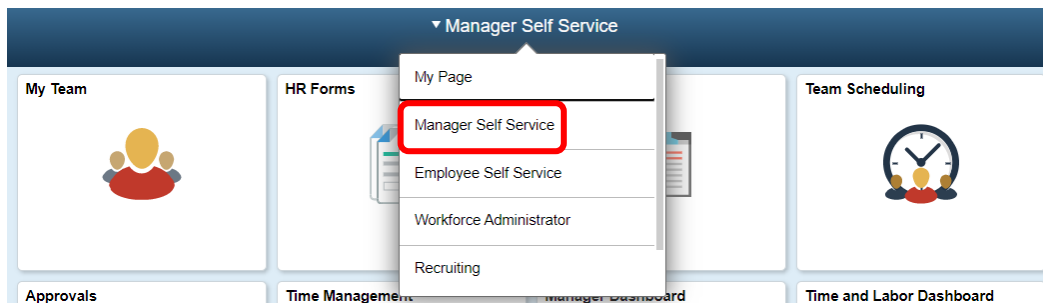 Manager Self Service
My Team
HR Forms
Team Scheduling
My Page
Manager Self Service
Employee Self Service
Workforce Administrator
Recruiting
Approvals
Time Management
Manager Dashboard
Time and Labor Dashboard